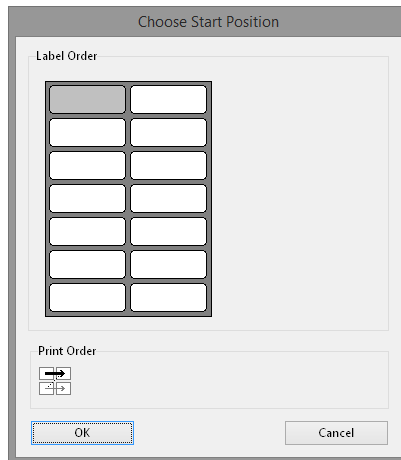 Choose Start Position
Label Order
Print Order
OK
Cancel